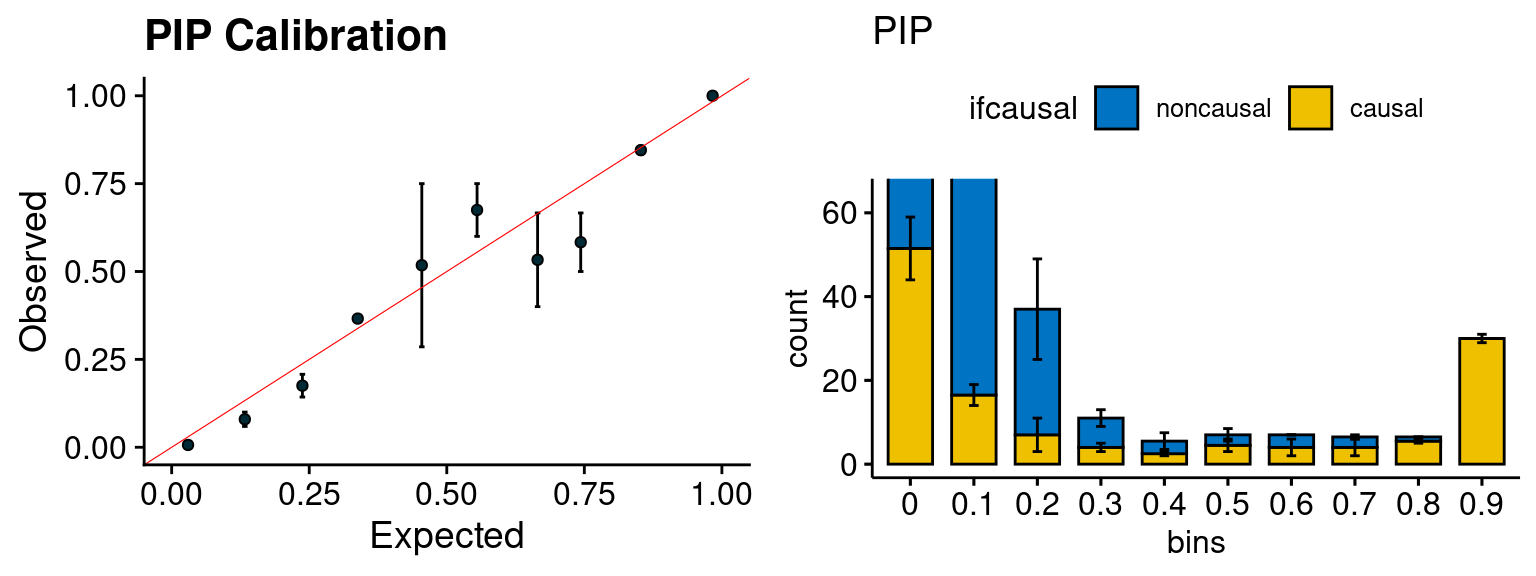 PIP Calibration
1.00
0.75
0.50
0.25
0.00
Observed
0.00 0.25 0.50 0.75 1.00
Expected
PIP
ifcausal noncausal causal
60
40
20
0
count
0 0.1 0.2 0.3 0.4 0.5 0.6 0.7 0.8 0.9
bins